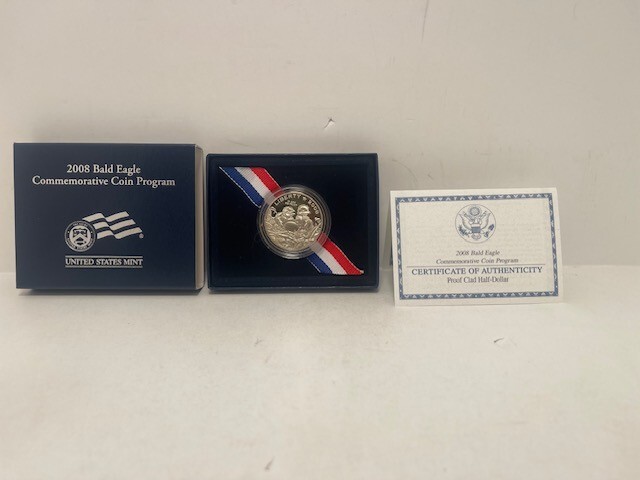 2008 Bald Eagle
Commemorative Coin Program
UNITED STATES MINT
LIBERTY
2008 Bald Eagle
Commemorative Coin Program
CERTIFICATE OF AUTHENTICITY
Proof Clad Half-Dollar